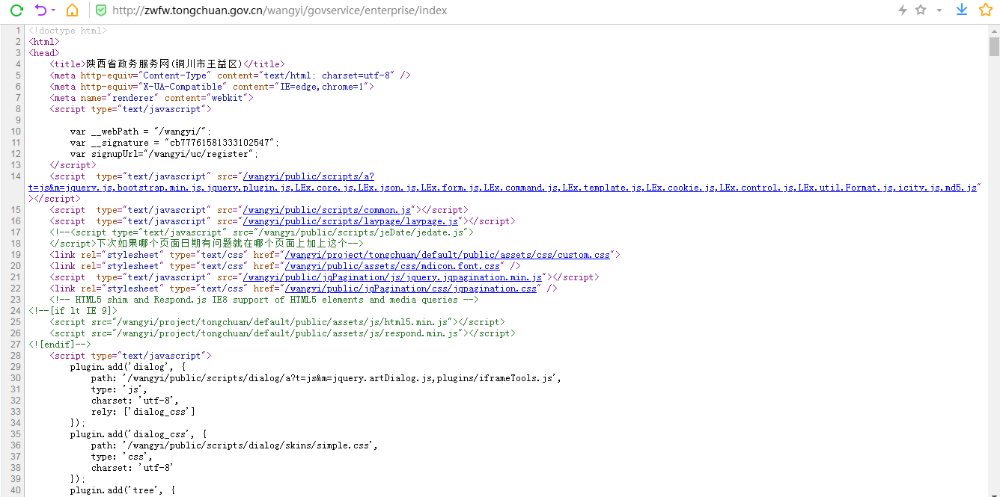 http://zwfw.tongchuan.gov.cn/wangyi/govservice/enterprise/index
1 <!doctype html>
2 <html>
3 <head>
4 <title>陕西省政务服务网(铜川市王益区)</title>
5 <meta http-equiv="Content-Type" content="text/html; charset=utf-8" />
6 <meta http-equiv="X-UA-Compatible" content="IE=edge,chrome=1">
7 <meta name="renderer" content="webkit">
8 <script type="text/javascript">
9
10 var __webPath = "/wangyi/";
11 var __signature = "cb77761581333102547";
12 var signupUrl="/wangyi/uc/register";
13 </script>
14 <script type="text/javascript" src="/wangyi/public/scripts/a?
t=js&m=jquery.js,bootstrap.min.js,jquery.plugin.js,LEx.core.js,LEx.json.js,LEx.form.js,LEx.command.js,LEx.template.js,LEx.cookie.js,LEx.control.js,LEx.util.Format.js,icity.js,md5.js"
></script>
15 <script type="text/javascript" src="/wangyi/public/scripts/common.js"></script>
16 <script type="text/javascript" src="/wangyi/public/scripts/laypage/laypage.js"></script>
17 <!--<script type="text/javascript" src="/wangyi/public/scripts/jeDate/jedate.js">
18 </script>下次如果哪个页面日期有问题就在哪个页面上加上这个-->
19 <link rel="stylesheet" type="text/css" href="/wangyi/project/tongchuan/default/public/assets/css/custom.css">
20 <link rel="stylesheet" type="text/css" href="/wangyi/public/assets/css/mdicon.font.css" />
21 <script type="text/javascript" src="/wangyi/public/jqPagination/js/jquery.jqpagination.min.js"></script>
22 <link rel="stylesheet" type="text/css" href="/wangyi/public/jqPagination/css/jqpagination.css" />
23 <!-- HTML5 shim and Respond.js IE8 support of HTML5 elements and media queries -->
24 <!--[if lt IE 9]>
25 <script src="/wangyi/project/tongchuan/default/public/assets/js/html5.min.js"></script>
26 <script src="/wangyi/project/tongchuan/default/public/assets/js/respond.min.js"></script>
27 <![endif]-->
28 <script type="text/javascript">
29 plugin.add('dialog', {
30 path: '/wangyi/public/scripts/dialog/a?t=js&m=jquery.artDialog.js,plugins/iframeTools.js',
31 type: 'js',
32 charset: 'utf-8',
33 rely: ['dialog_css']
34 });
35 plugin.add('dialog_css', {
36 path: '/wangyi/public/scripts/dialog/skins/simple.css',
37 type: 'css',
38 charset: 'utf-8'
39 });
40 plugin.add('tree', {